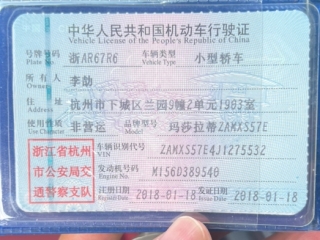 中华人民共和国机动车行驶证
Vehicle License of the People's Republic of China
号牌号码 浙AR67R6 车辆类型 小型轿车
Plate No. Vehicle Type
所有人 李劼
Owner
住址 杭州市下城区兰园9幢2单元1903室
Address
使用性质 非营运 品牌型号 玛莎拉蒂ZAMXS57E
Use Character Model
浙江省杭州
市公安局交
通警察支队
车辆识别代号 ZAMXS57E4J1275532
VIN
发动机号码 M156D389540
Engine No.
注册日期 2018-01-18 发证日期 2018-01-18
Register Date Issue Date